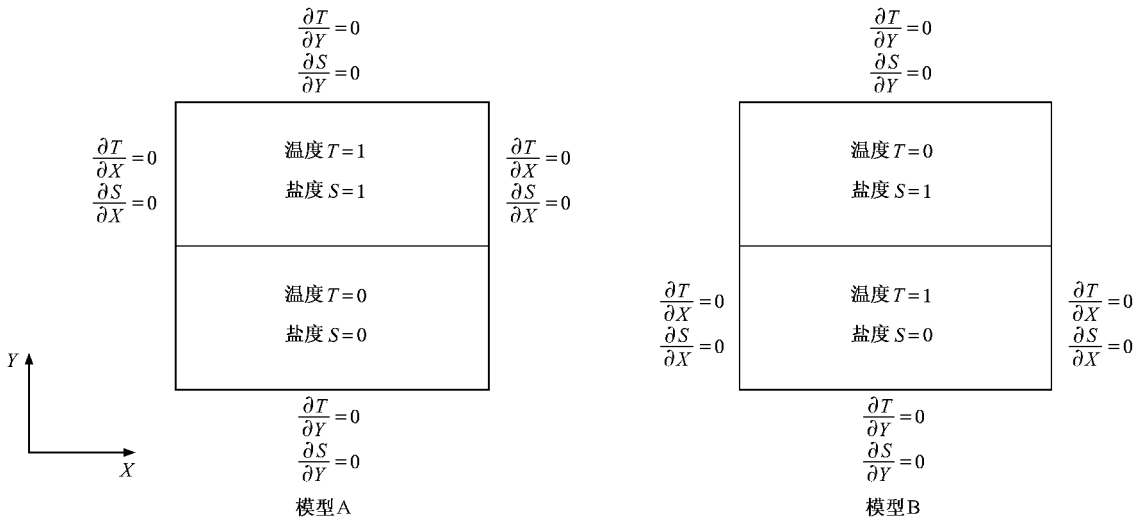 ∂T/∂Y=0
∂S/∂Y=0
∂T/∂X=0
∂S/∂X=0
温度 T=1
盐度 S=1
∂T/∂X=0
∂S/∂X=0
温度 T=0
盐度 S=0
Y
X
∂T/∂Y=0
∂S/∂Y=0
模型A
∂T/∂Y=0
∂S/∂Y=0
温度 T=0
盐度 S=1
∂T/∂X=0
∂S/∂X=0
温度 T=1
盐度 S=0
∂T/∂X=0
∂S/∂X=0
∂T/∂Y=0
∂S/∂Y=0
模型B